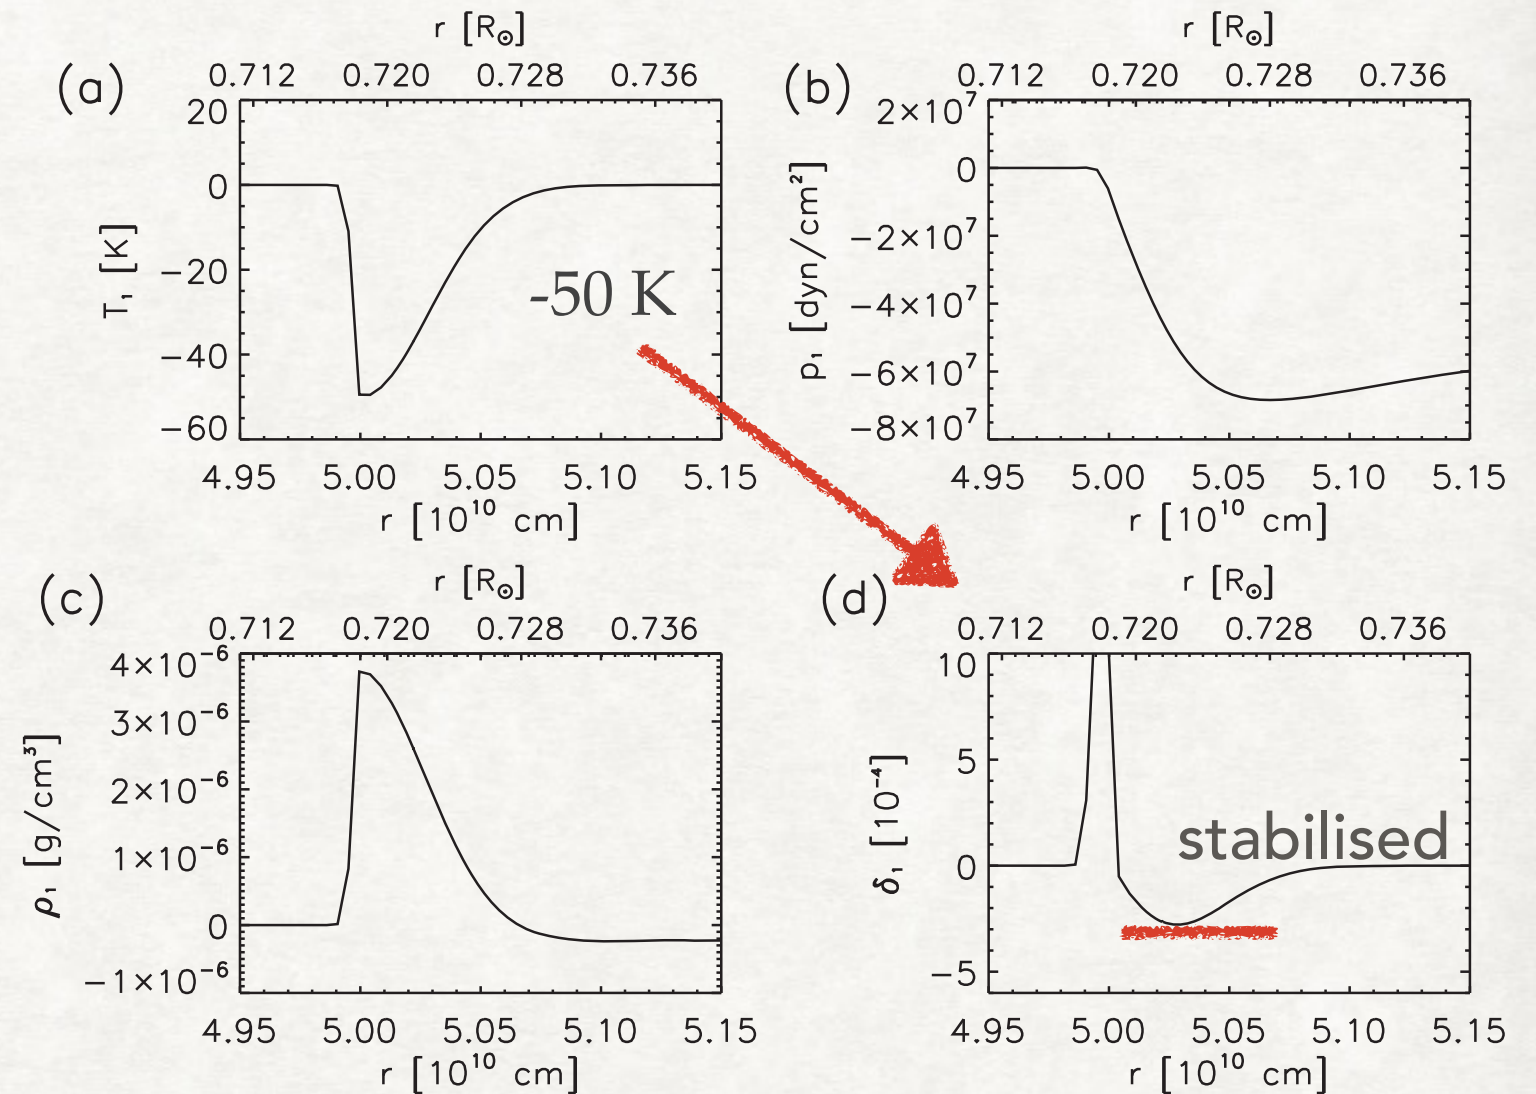 (a)
r [R☉]
0.712 0.720 0.728 0.736
20
0
−20
−40
−60
T₁ [K]
-50 K
4.95 5.00 5.05 5.10 5.15
r [10¹⁰ cm]
(b)
r [R☉]
0.712 0.720 0.728 0.736
2×10⁷
0
−2×10⁷
−4×10⁷
−6×10⁷
−8×10⁷
p₁ [dyn/cm²]
4.95 5.00 5.05 5.10 5.15
r [10¹⁰ cm]
(c)
r [R☉]
0.712 0.720 0.728 0.736
4×10⁻⁶
3×10⁻⁶
2×10⁻⁶
1×10⁻⁶
0
−1×10⁻⁶
ρ₁ [g/cm³]
4.95 5.00 5.05 5.10 5.15
r [10¹⁰ cm]
(d)
r [R☉]
0.712 0.720 0.728 0.736
10
5
0
−5
δ₁ [10⁻⁴]
stabilised
4.95 5.00 5.05 5.10 5.15
r [10¹⁰ cm]